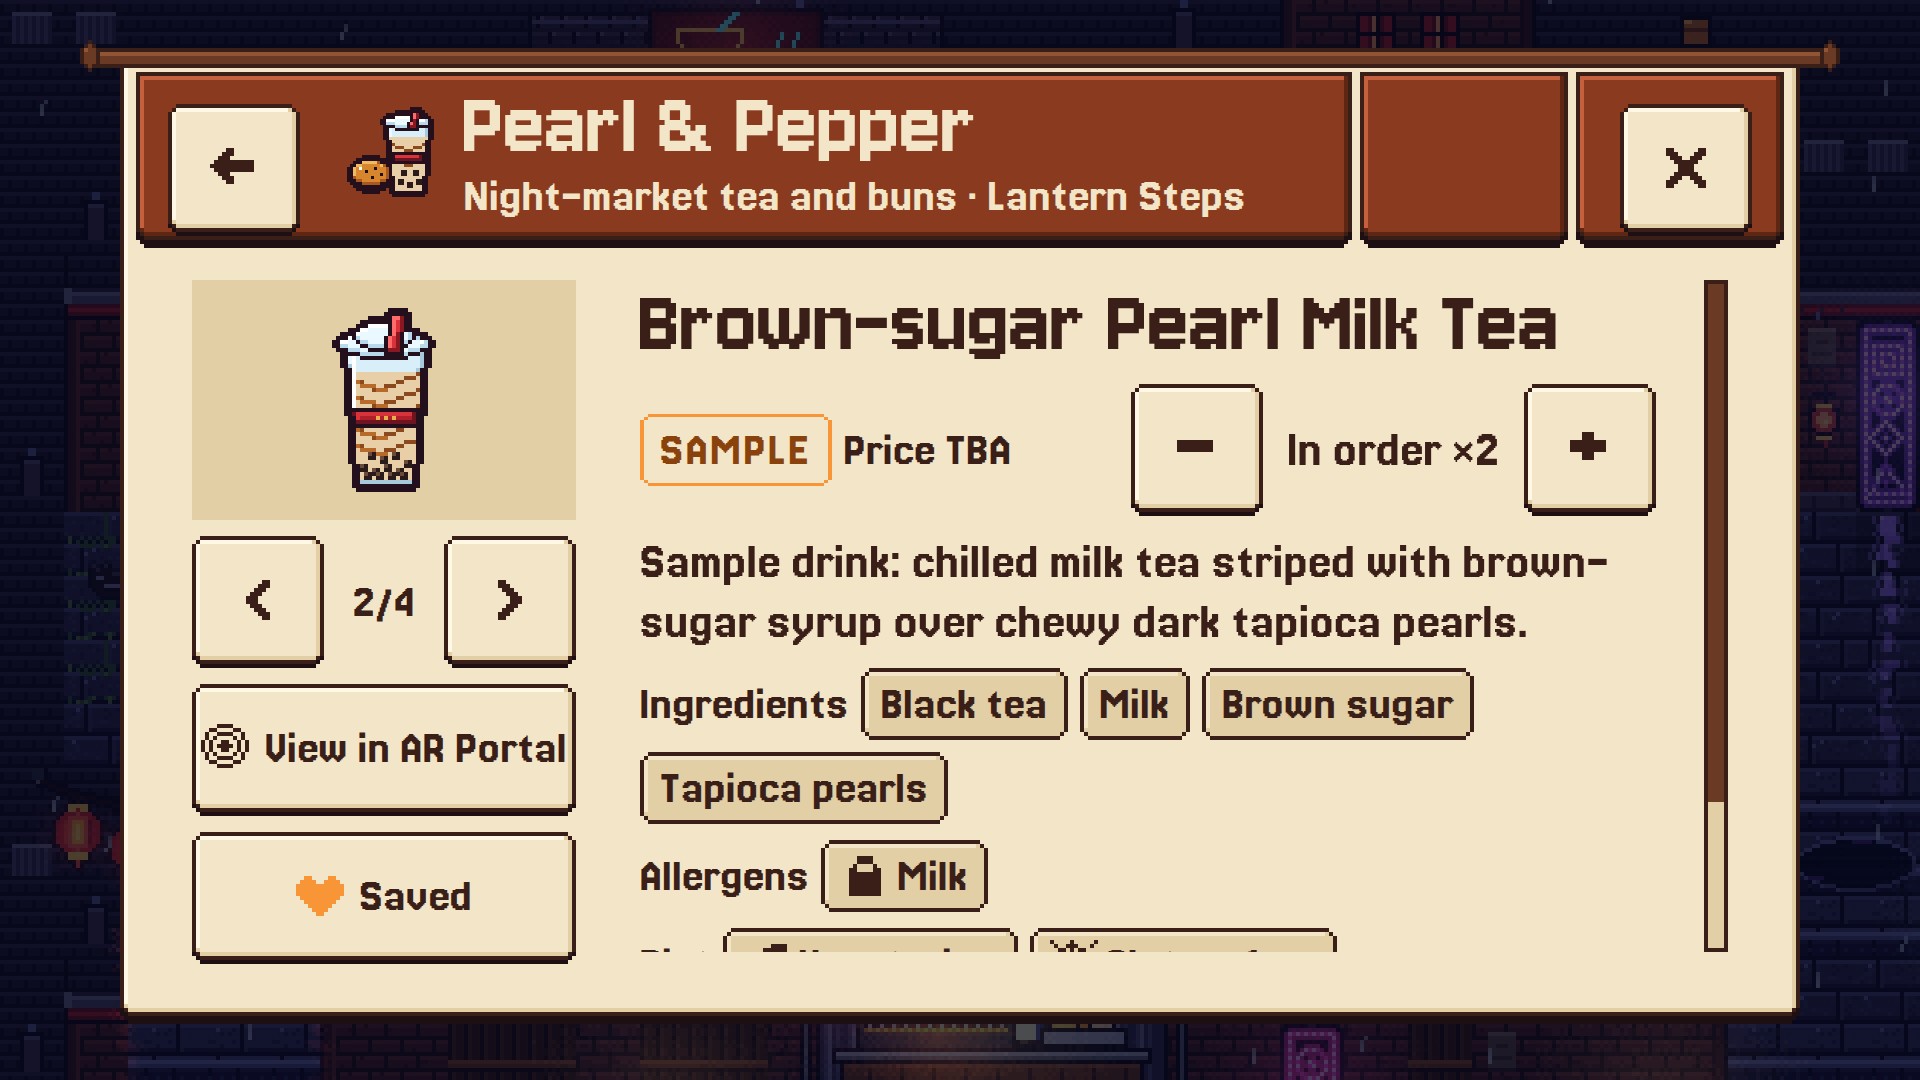 Pearl & Pepper
Night-market tea and buns · Lantern Steps
Brown-sugar Pearl Milk Tea
SAMPLE Price TBA
In order ×2
Sample drink: chilled milk tea striped with brown-
sugar syrup over chewy dark tapioca pearls.
2/4
Ingredients Black tea Milk Brown sugar
Tapioca pearls
View in AR Portal
Allergens Milk
Saved